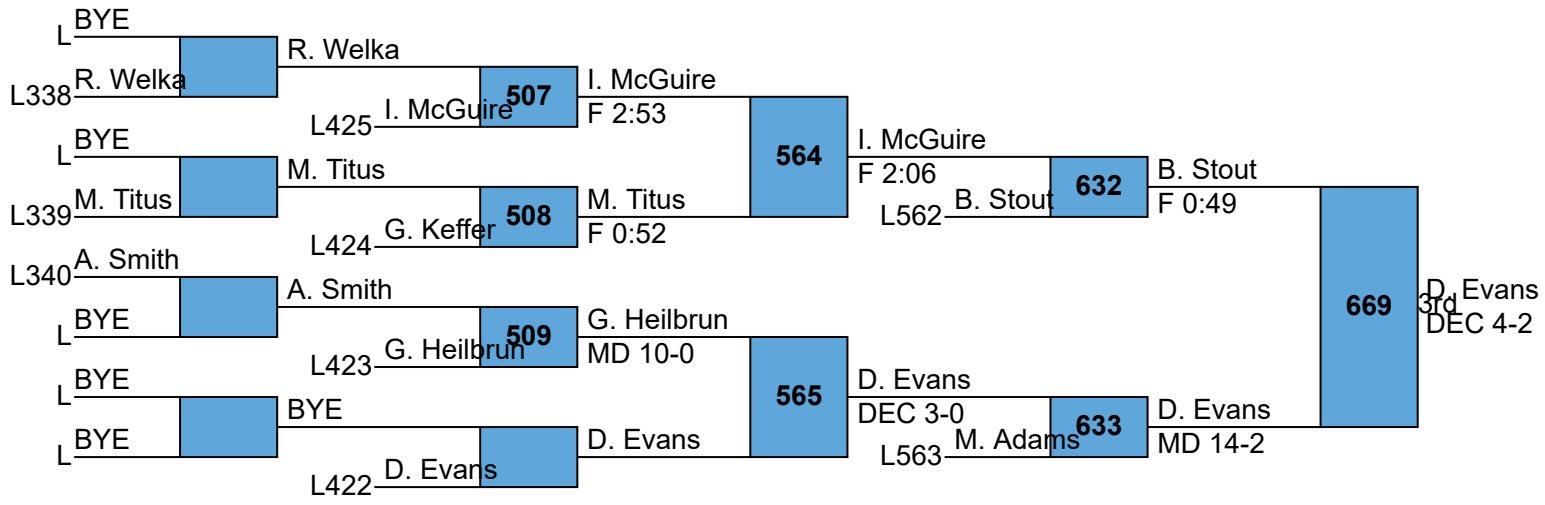 BYE
L
R. Welka
L338
R. Welka
I. McGuire
L425
507
I. McGuire
F 2:53
BYE
L
M. Titus
L339
M. Titus
G. Keffer
L424
508
M. Titus
F 0:52
564
I. McGuire
F 2:06
B. Stout
L562
632
B. Stout
F 0:49
A. Smith
L340
BYE
L
A. Smith
G. Heilbrun
L423
509
G. Heilbrun
MD 10-0
BYE
L
BYE
L
BYE
D. Evans
L422
D. Evans
565
D. Evans
DEC 3-0
M. Adams
L563
633
D. Evans
MD 14-2
669
D. Evans
3rd
DEC 4-2